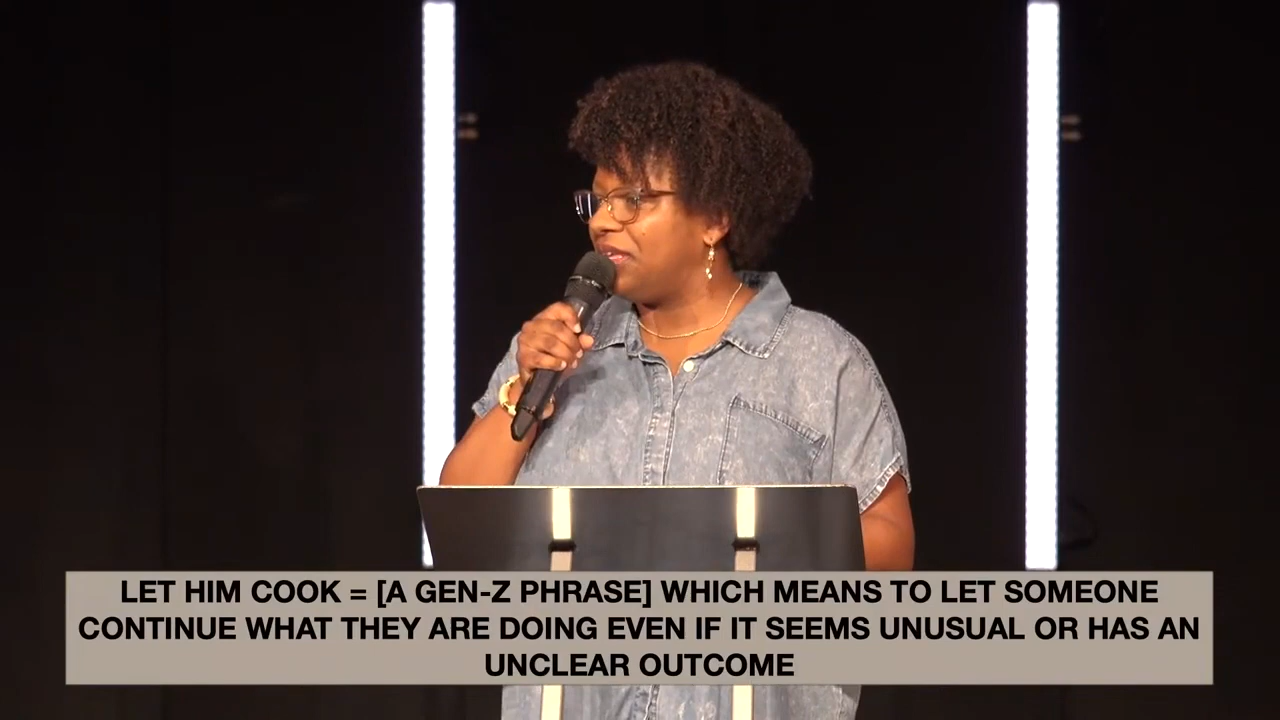 LET HIM COOK = [A GEN-Z PHRASE] WHICH MEANS TO LET SOMEONE
CONTINUE WHAT THEY ARE DOING EVEN IF IT SEEMS UNUSUAL OR HAS AN
UNCLEAR OUTCOME